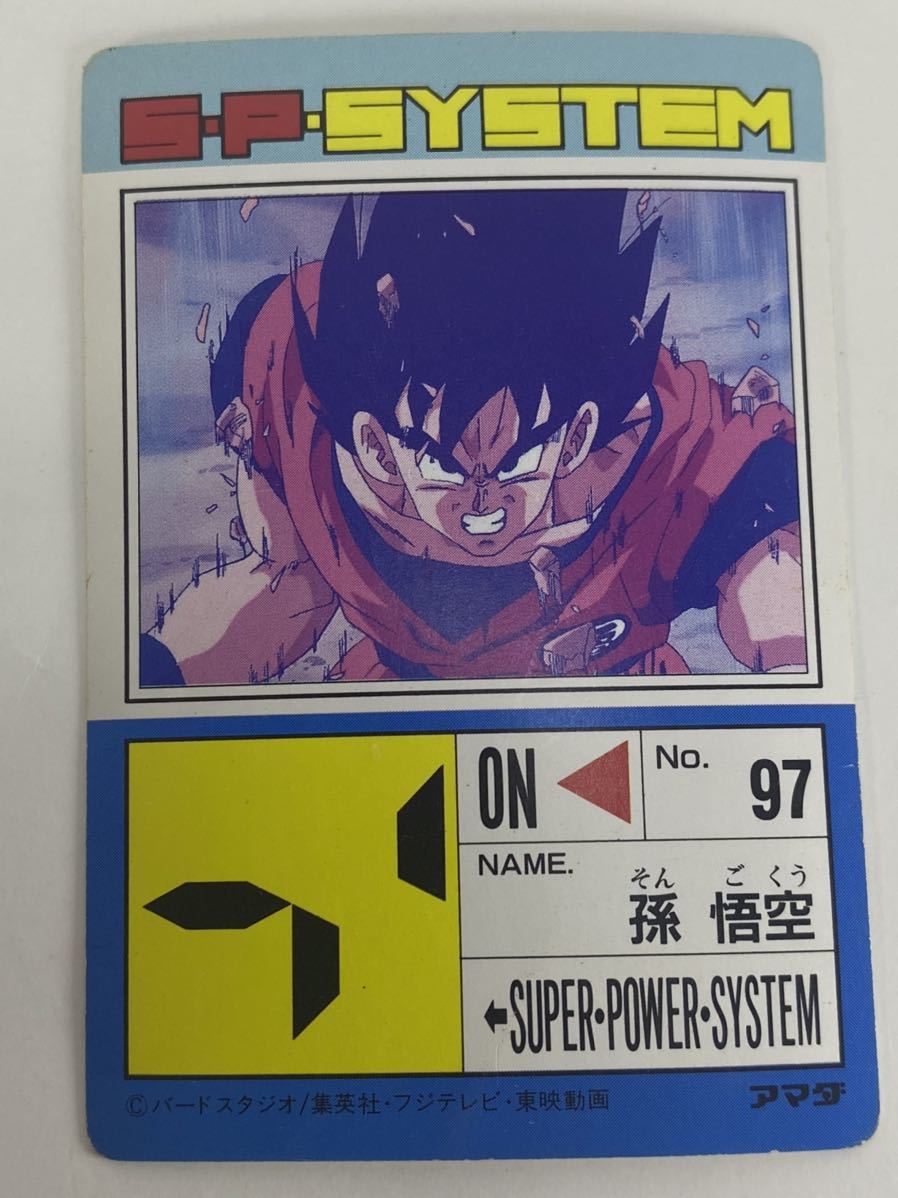 S・P・SYSTEM
ON
No. 97
NAME.
そん ご くう
孫 悟空
←SUPER・POWER・SYSTEM
©バードスタジオ/集英社・フジテレビ・東映動画
アマダ